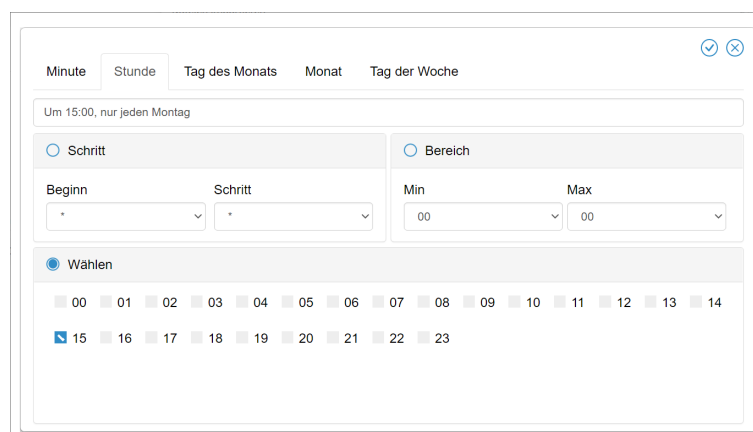 Minute Stunde Tag des Monats Monat Tag der Woche
Um 15:00, nur jeden Montag
Schritt Bereich
Beginn Schritt Min Max
* * 00 00
Wählen
00 01 02 03 04 05 06 07 08 09 10 11 12 13 14
15 16 17 18 19 20 21 22 23